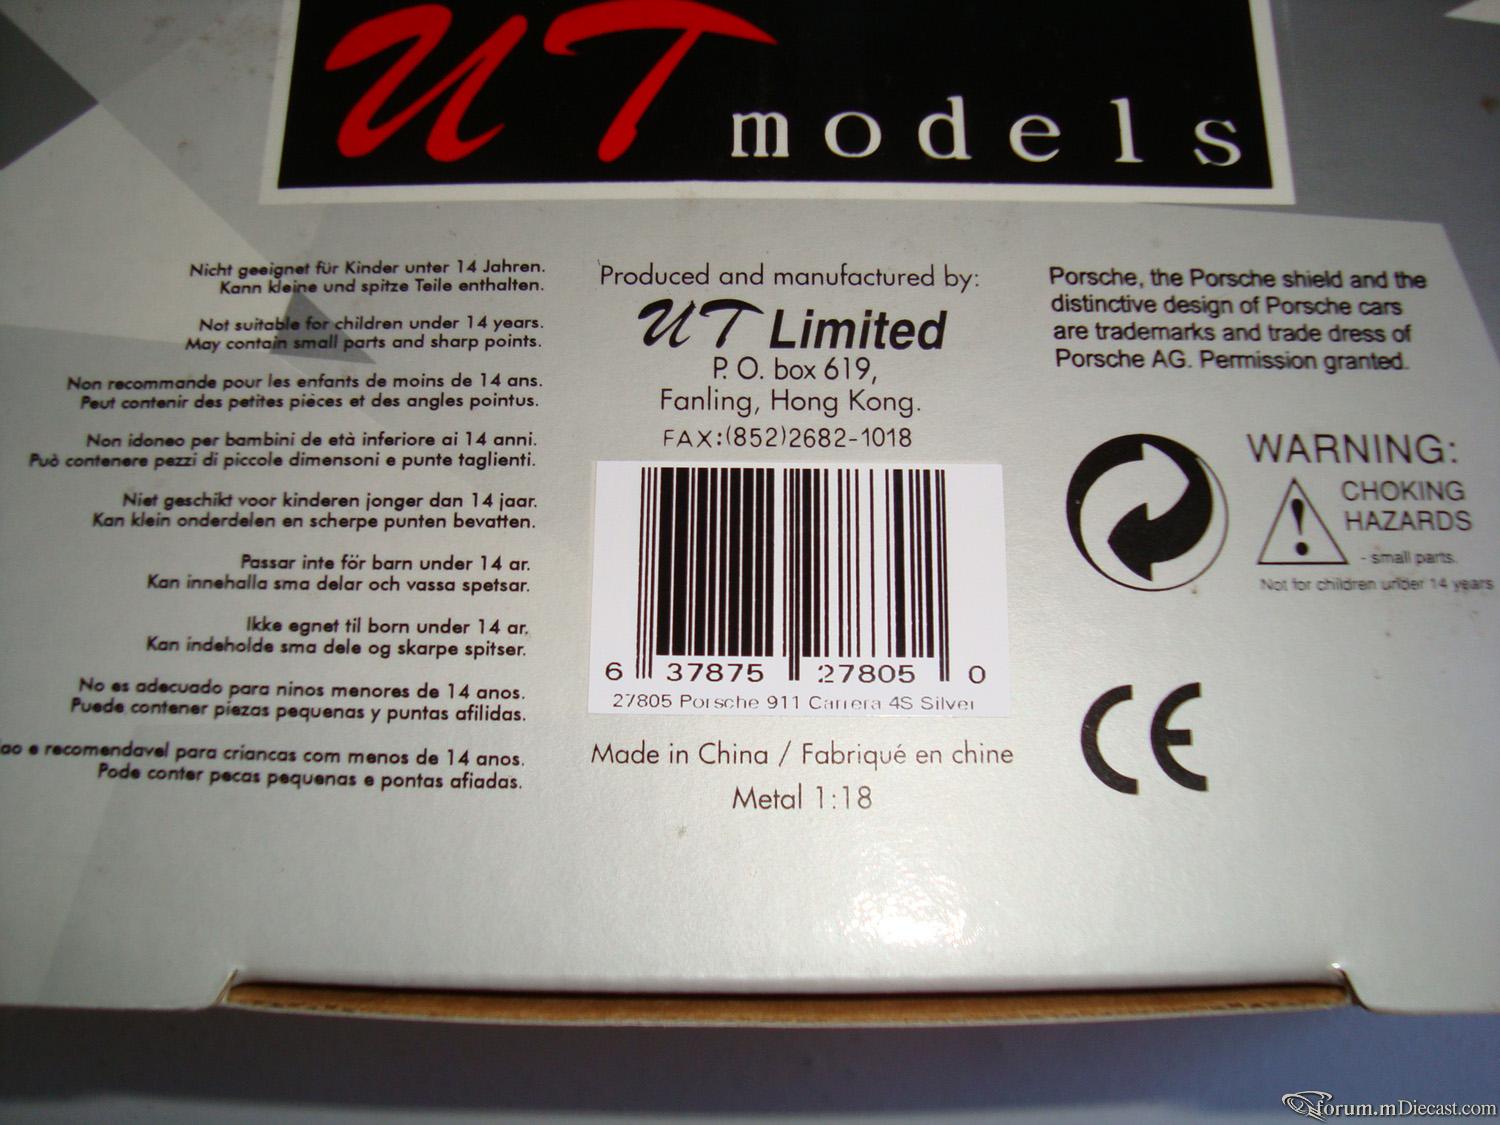 UT models
Nicht geeignet für Kinder unter 14 Jahren.
Kann kleine und spitze Teile enthalten.
Not suitable for children under 14 years.
May contain small parts and sharp points.
Non recommande pour les enfants de moins de 14 ans.
Peut contenir des petites pièces et des angles pointus.
Non idoneo per bambini de età inferiore ai 14 anni.
Può contenere pezzi di piccole dimensoni e punte taglienti.
Niet geschikt voor kinderen jonger dan 14 jaar.
Kan klein onderdelen en scherpe punten bevatten.
Passar inte för barn under 14 ar.
Kan innehalla sma delar och vassa spetsar.
Ikke egnet til born under 14 ar.
Kan indeholde sma dele og skarpe spitser.
No es adecuado para ninos menores de 14 anos.
Puede contener piezas pequenas y puntas afilidas.
ao e recomendavel para criancas com menos de 14 anos.
Pode conter pecas pequenas e pontas afiadas.
Produced and manufactured by:
UT Limited
P. O. box 619,
Fanling, Hong Kong.
FAX:(852)2682-1018
6 37875 27805 0
27805 Porsche 911 Carrera 4S Silver
Made in China / Fabriqué en chine
Metal 1:18
Porsche, the Porsche shield and the
distinctive design of Porsche cars
are trademarks and trade dress of
Porsche AG. Permission granted.
WARNING:
CHOKING
HAZARDS
- small parts.
Not for children under 14 years
CE
forum.mDiecast.com